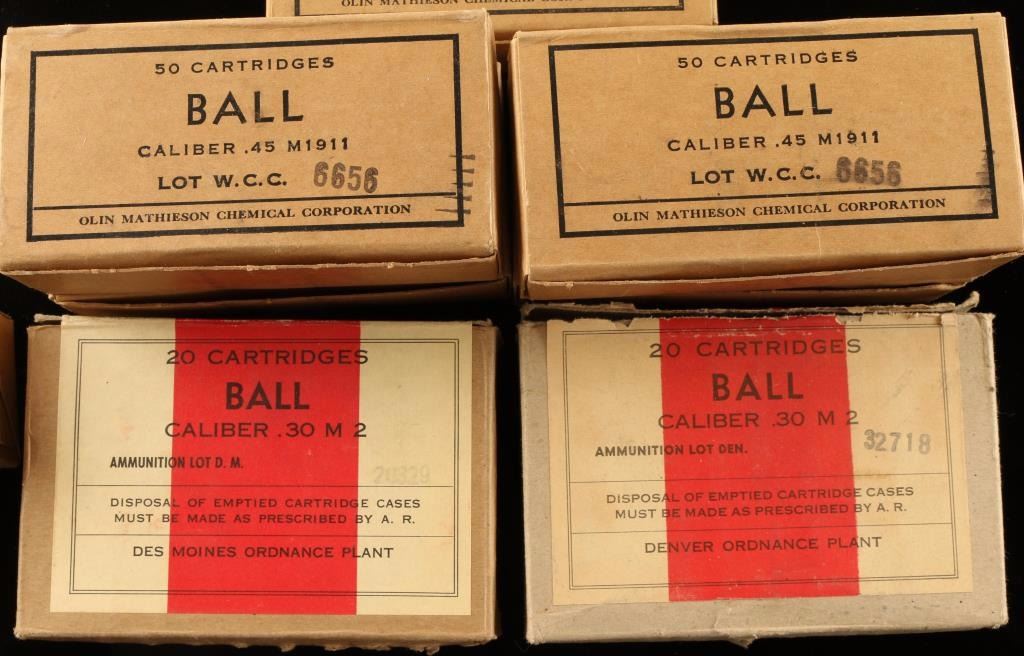 OLIN MATHIESON CHEMICAL
50 CARTRIDGES
BALL
CALIBER .45 M1911
LOT W.C.C. 6656
OLIN MATHIESON CHEMICAL CORPORATION
50 CARTRIDGES
BALL
CALIBER .45 M1911
LOT W.C.C. 6656
OLIN MATHIESON CHEMICAL CORPORATION
20 CARTRIDGES
BALL
CALIBER .30 M 2
AMMUNITION LOT D. M.
DISPOSAL OF EMPTIED CARTRIDGE CASES
MUST BE MADE AS PRESCRIBED BY A. R.
DES MOINES ORDNANCE PLANT
20 CARTRIDGES
BALL
CALIBER .30 M 2
AMMUNITION LOT DEN. 32718
DISPOSAL OF EMPTIED CARTRIDGE CASES
MUST BE MADE AS PRESCRIBED BY A. R.
DENVER ORDNANCE PLANT